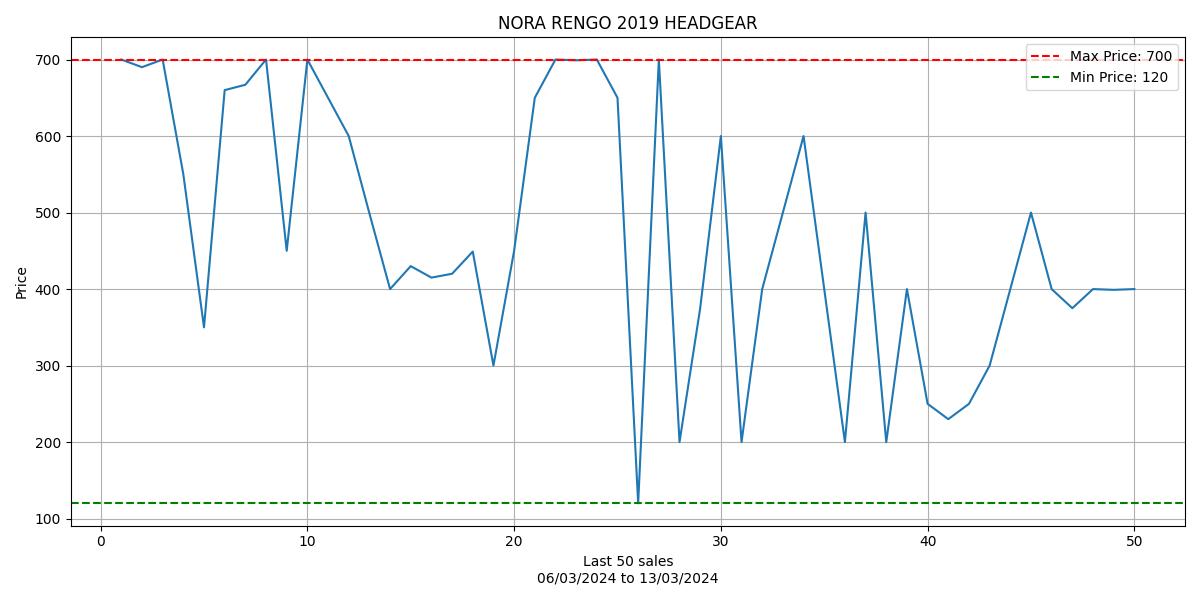 NORA RENGO 2019 HEADGEAR
Max Price: 700
Min Price: 120
Price
700
600
500
400
300
200
100
0 10 20 30 40 50
Last 50 sales
06/03/2024 to 13/03/2024